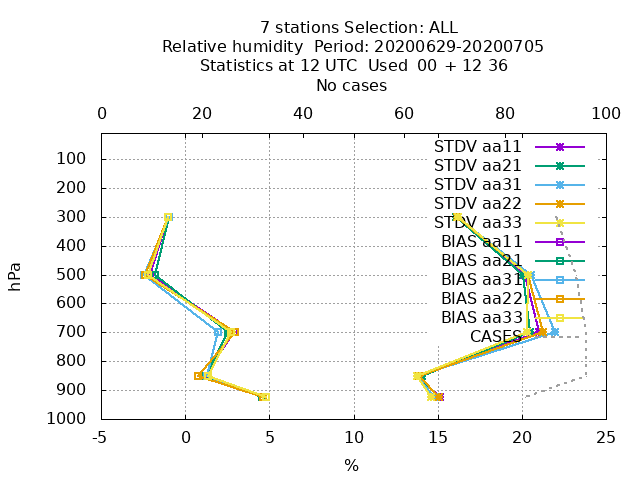 7 stations Selection: ALL
Relative humidity  Period: 20200629-20200705
Statistics at 12 UTC  Used  00 + 12 36
No cases
0 20 40 60 80 100
STDV aa11
STDV aa21
STDV aa31
STDV aa22
STDV aa33
BIAS aa11
BIAS aa21
BIAS aa31
BIAS aa22
BIAS aa33
CASES
100
200
300
400
500
600
700
800
900
1000
hPa
-5 0 5 10 15 20 25
%